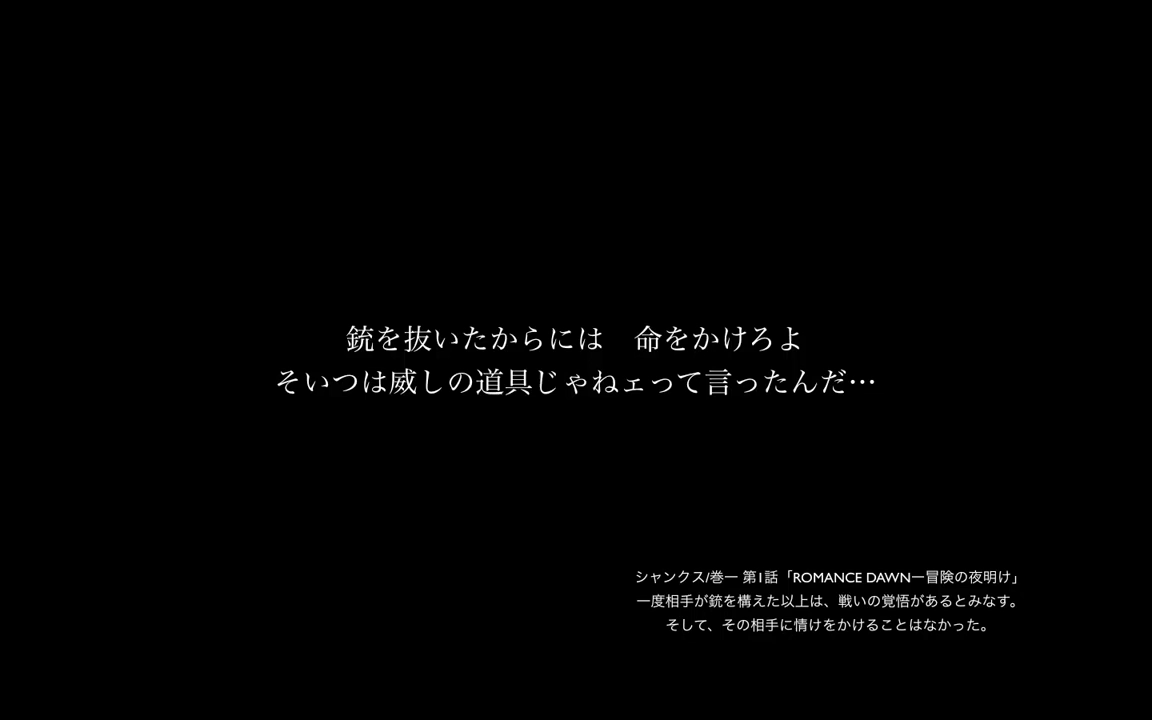 銃を抜いたからには　命をかけろよ
そいつは威しの道具じゃねェって言ったんだ…
シャンクス/巻一 第1話「ROMANCE DAWNー冒険の夜明け」
一度相手が銃を構えた以上は、戦いの覚悟があるとみなす。
そして、その相手に情けをかけることはなかった。